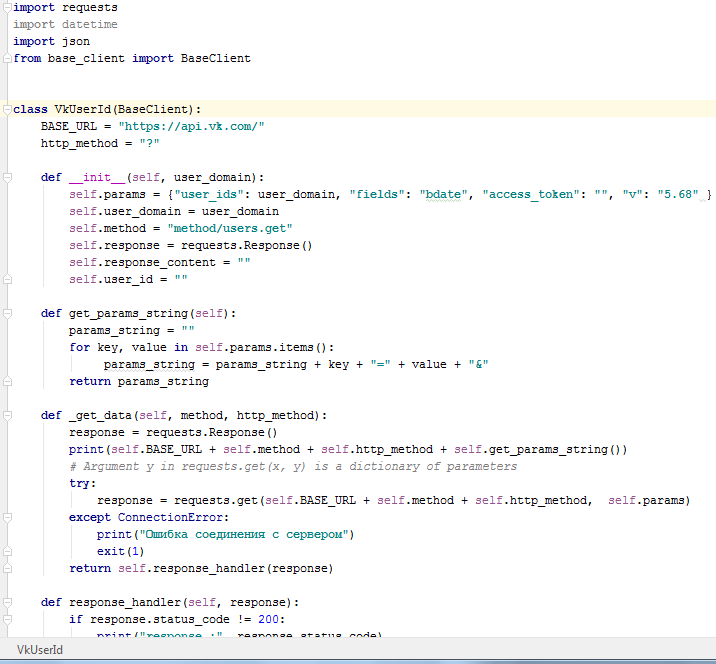 import requests
import datetime
import json
from base_client import BaseClient
class VkUserId(BaseClient):
    BASE_URL = "https://api.vk.com/"
    http_method = "?"
    def __init__(self, user_domain):
        self.params = {"user_ids": user_domain, "fields": "bdate", "access_token": "", "v": "5.68" }
        self.user_domain = user_domain
        self.method = "method/users.get"
        self.response = requests.Response()
        self.response_content = ""
        self.user_id = ""
    def get_params_string(self):
        params_string = ""
        for key, value in self.params.items():
            params_string = params_string + key + "=" + value + "&"
        return params_string
    def _get_data(self, method, http_method):
        response = requests.Response()
        print(self.BASE_URL + self.method + self.http_method + self.get_params_string())
        # Argument y in requests.get(x, y) is a dictionary of parameters
        try:
            response = requests.get(self.BASE_URL + self.method + self.http_method,  self.params)
        except ConnectionError:
            print("Ошибка соединения с сервером")
            exit(1)
        return self.response_handler(response)
    def response_handler(self, response):
        if response.status_code != 200:
            print("response :", response.status_code)
VkUserId